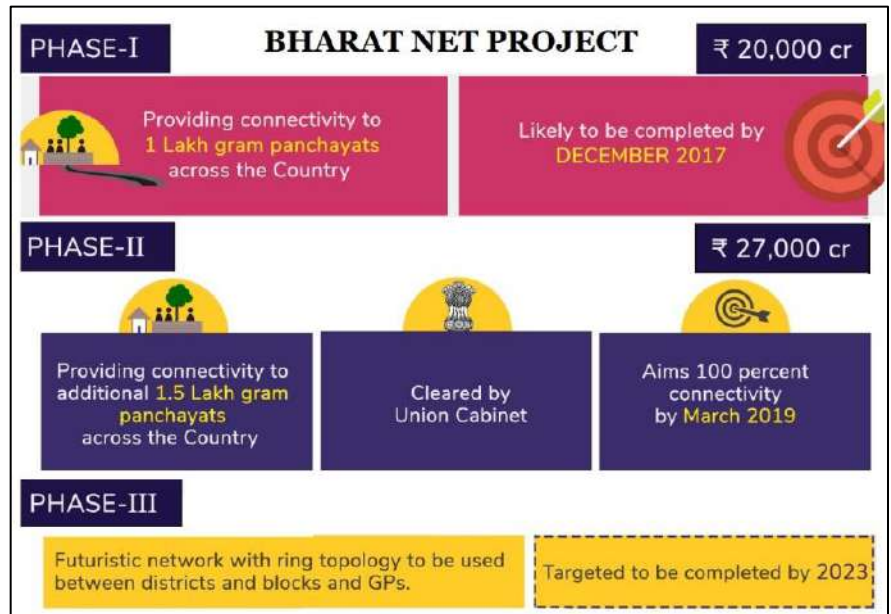 PHASE-I
BHARAT NET PROJECT
₹ 20,000 cr
Providing connectivity to
1 Lakh gram panchayats
across the Country
Likely to be completed by
DECEMBER 2017
PHASE-II
₹ 27,000 cr
Providing connectivity to
additional 1.5 Lakh gram
panchayats
across the Country
Cleared by
Union Cabinet
Aims 100 percent
connectivity
by March 2019
PHASE-III
Futuristic network with ring topology to be used
between districts and blocks and GPs.
Targeted to be completed by 2023